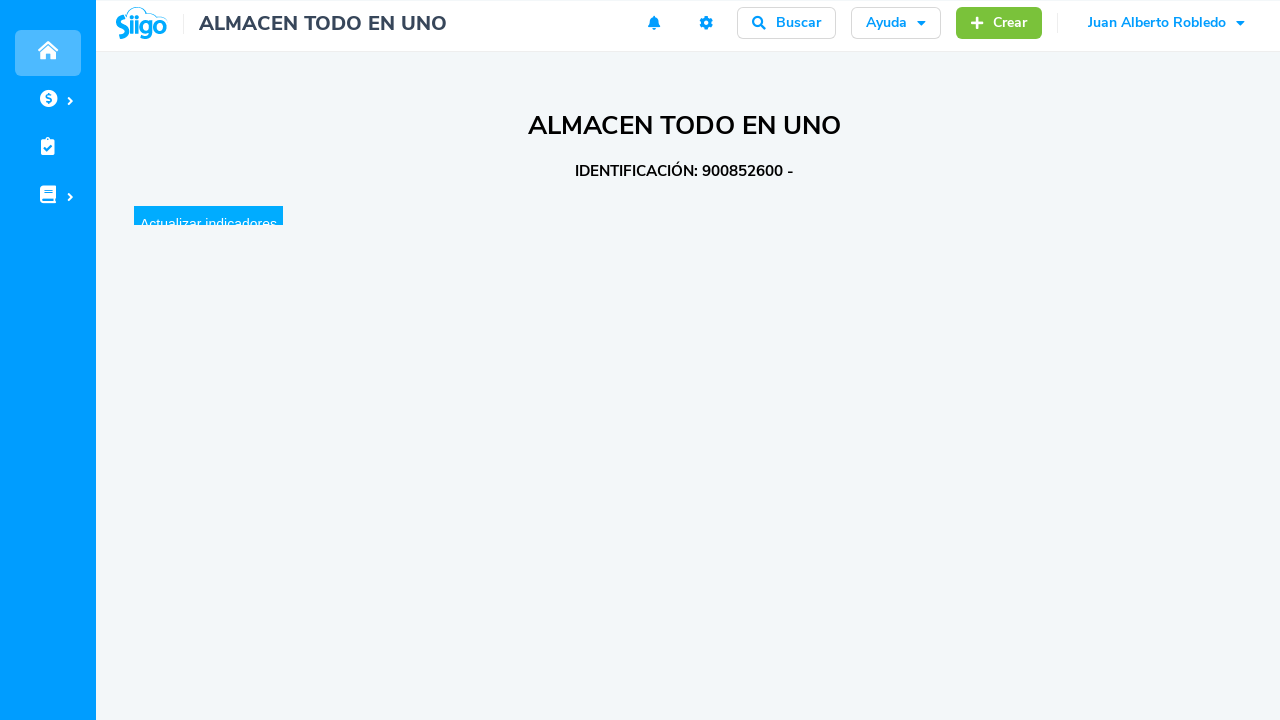 Siigo
ALMACEN TODO EN UNO
Buscar
Ayuda
Crear
Juan Alberto Robledo
ALMACEN TODO EN UNO
IDENTIFICACIÓN: 900852600 -
Actualizar indicadores